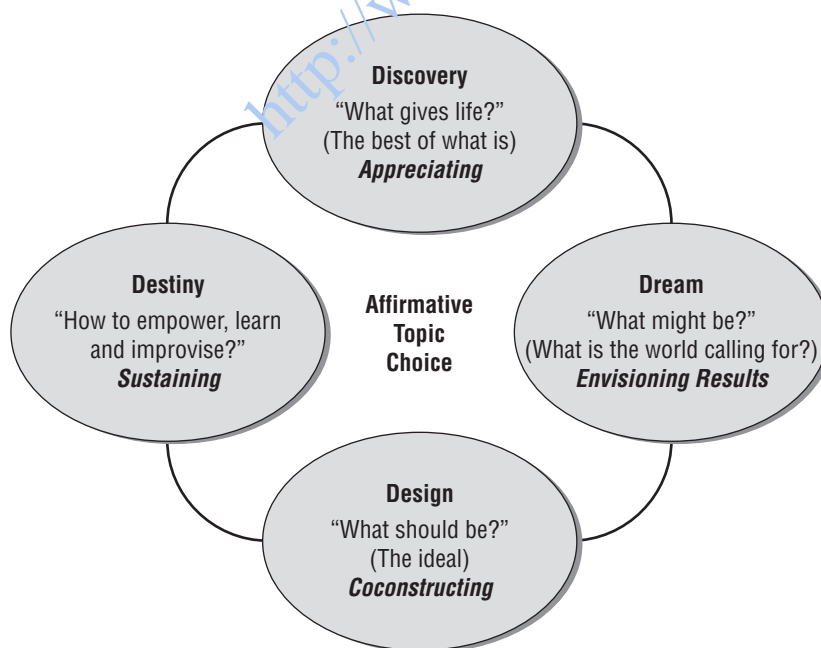 http://w
Discovery
“What gives life?”
(The best of what is)
Appreciating
Destiny
“How to empower, learn
and improvise?”
Sustaining
Affirmative
Topic
Choice
Dream
“What might be?”
(What is the world calling for?)
Envisioning Results
Design
“What should be?”
(The ideal)
Coconstructing